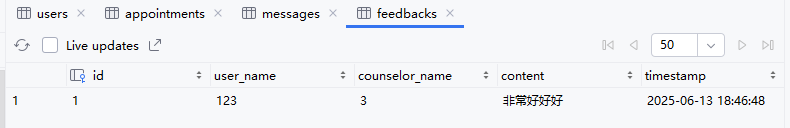 users appointments messages feedbacks
Live updates 50
id user_name counselor_name content timestamp
1 1 123 3 非常好好好 2025-06-13 18:46:48